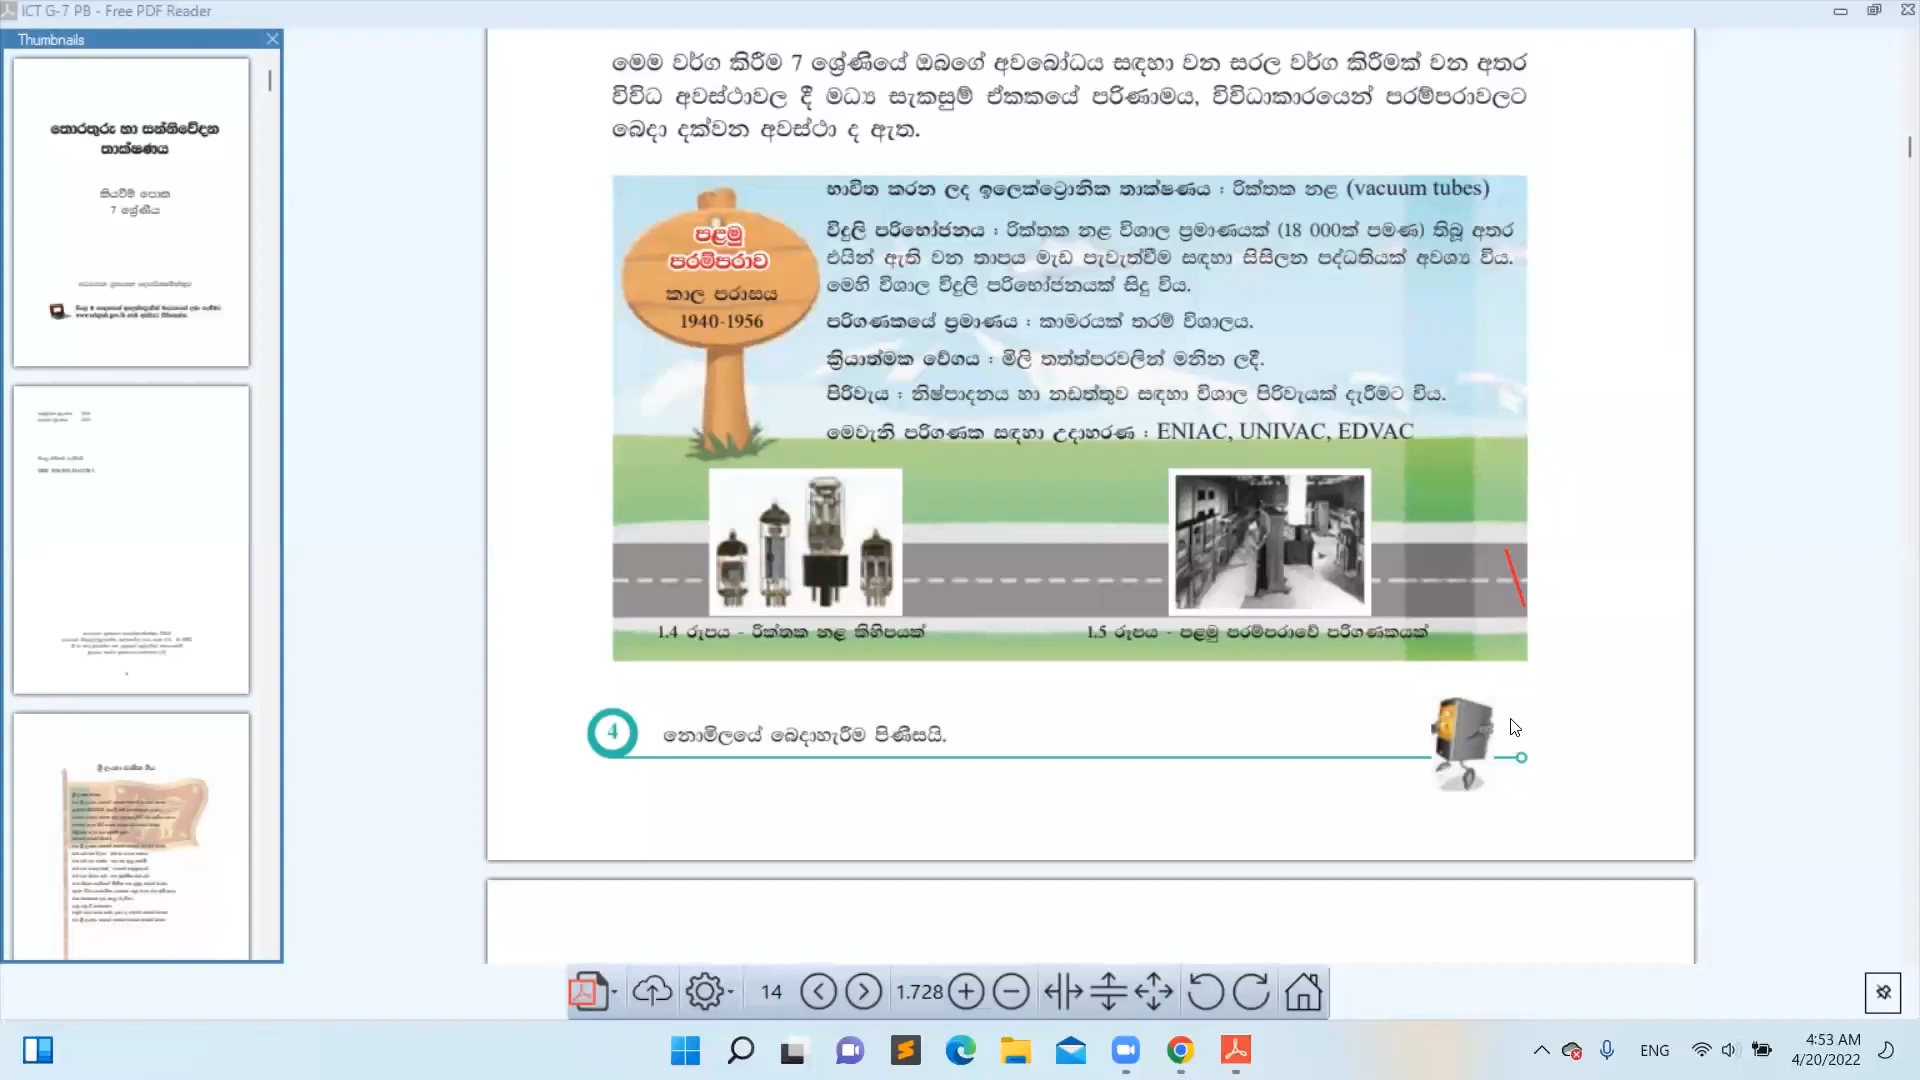 ICT G-7 PB - Free PDF Reader
Thumbnails
තොරතුරු හා සන්නිවේදන
තාක්ෂණය
කියවීම් පොත
7 ශ්‍රේණිය
ශ්‍රී ලංකා ජාතික ගීය
මෙම වර්ග කිරීම 7 ශ්‍රේණියේ ඔබගේ අවබෝධය සඳහා වන සරල වර්ග කිරීමක් වන අතර
විවිධ අවස්ථාවල දී මධ්‍ය සැකසුම් ඒකකයේ පරිණාමය, විවිධාකාරයෙන් පරම්පරාවලට
බෙදා දක්වන අවස්ථා ද ඇත.
පළමු
පරම්පරාව
කාල පරාසය
1940-1956
භාවිත කරන ලද ඉලෙක්ට්‍රොනික තාක්ෂණය : රික්තක නළ (vacuum tubes)
විදුලි පරිභෝජනය : රික්තක නළ විශාල ප්‍රමාණයක් (18 000ක් පමණ) තිබූ අතර
එයින් ඇති වන තාපය මැඩ පැවැත්වීම සඳහා සිසිලන පද්ධතියක් අවශ්‍ය විය.
මෙහි විශාල විදුලි පරිභෝජනයක් සිදු විය.
පරිගණකයේ ප්‍රමාණය : කාමරයක් තරම් විශාලය.
ක්‍රියාත්මක වේගය : මිලි තත්ත්පරවලින් මනින ලදී.
පිරිවැය : නිෂ්පාදනය හා නඩත්තුව සඳහා විශාල පිරිවැයක් දැරීමට විය.
මෙවැනි පරිගණක සඳහා උදාහරණ : ENIAC, UNIVAC, EDVAC
1.4 රූපය - රික්තක නළ කිහිපයක්
1.5 රූපය - පළමු පරම්පරාවේ පරිගණකයක්
4
නොමිලයේ බෙදාහැරීම පිණිසයි.
14
1.728
ENG
4:53 AM
4/20/2022